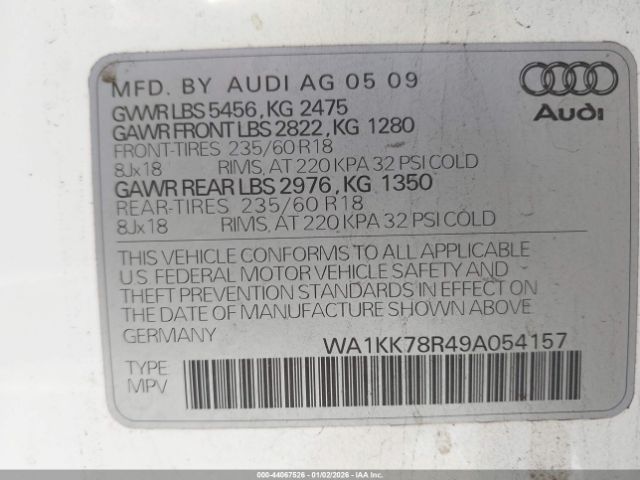 MFD. BY AUDI AG 05 09
GVWR LBS 5456, KG 2475
GAWR FRONT LBS 2822, KG 1280
FRONT-TIRES 235/60 R18
8Jx18 RIMS, AT 220 KPA 32 PSI COLD
GAWR REAR LBS 2976, KG 1350
REAR-TIRES 235/60 R18
8Jx18 RIMS, AT 220 KPA 32 PSI COLD
Audi
THIS VEHICLE CONFORMS TO ALL APPLICABLE
US FEDERAL MOTOR VEHICLE SAFETY AND
THEFT PREVENTION STANDARDS IN EFFECT ON
THE DATE OF MANUFACTURE SHOWN ABOVE
GERMANY WA1KK78R49A054157
TYPE:
MPV
000-44067526 - 01/02/2026 - IAA Inc.